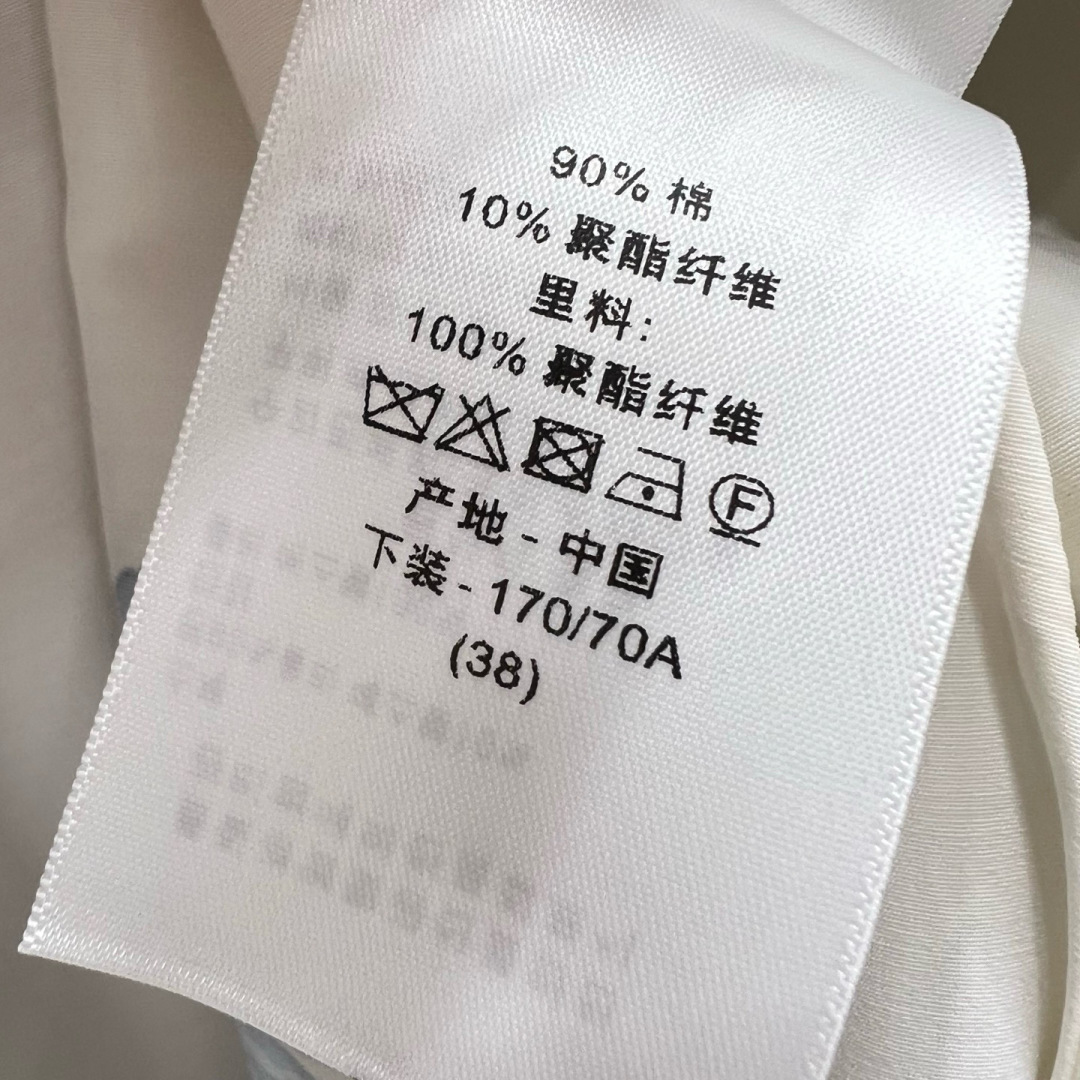 90% 棉
10% 聚酯纤维
里料:
100% 聚酯纤维
F
产地 - 中国
下装 - 170/70A
(38)